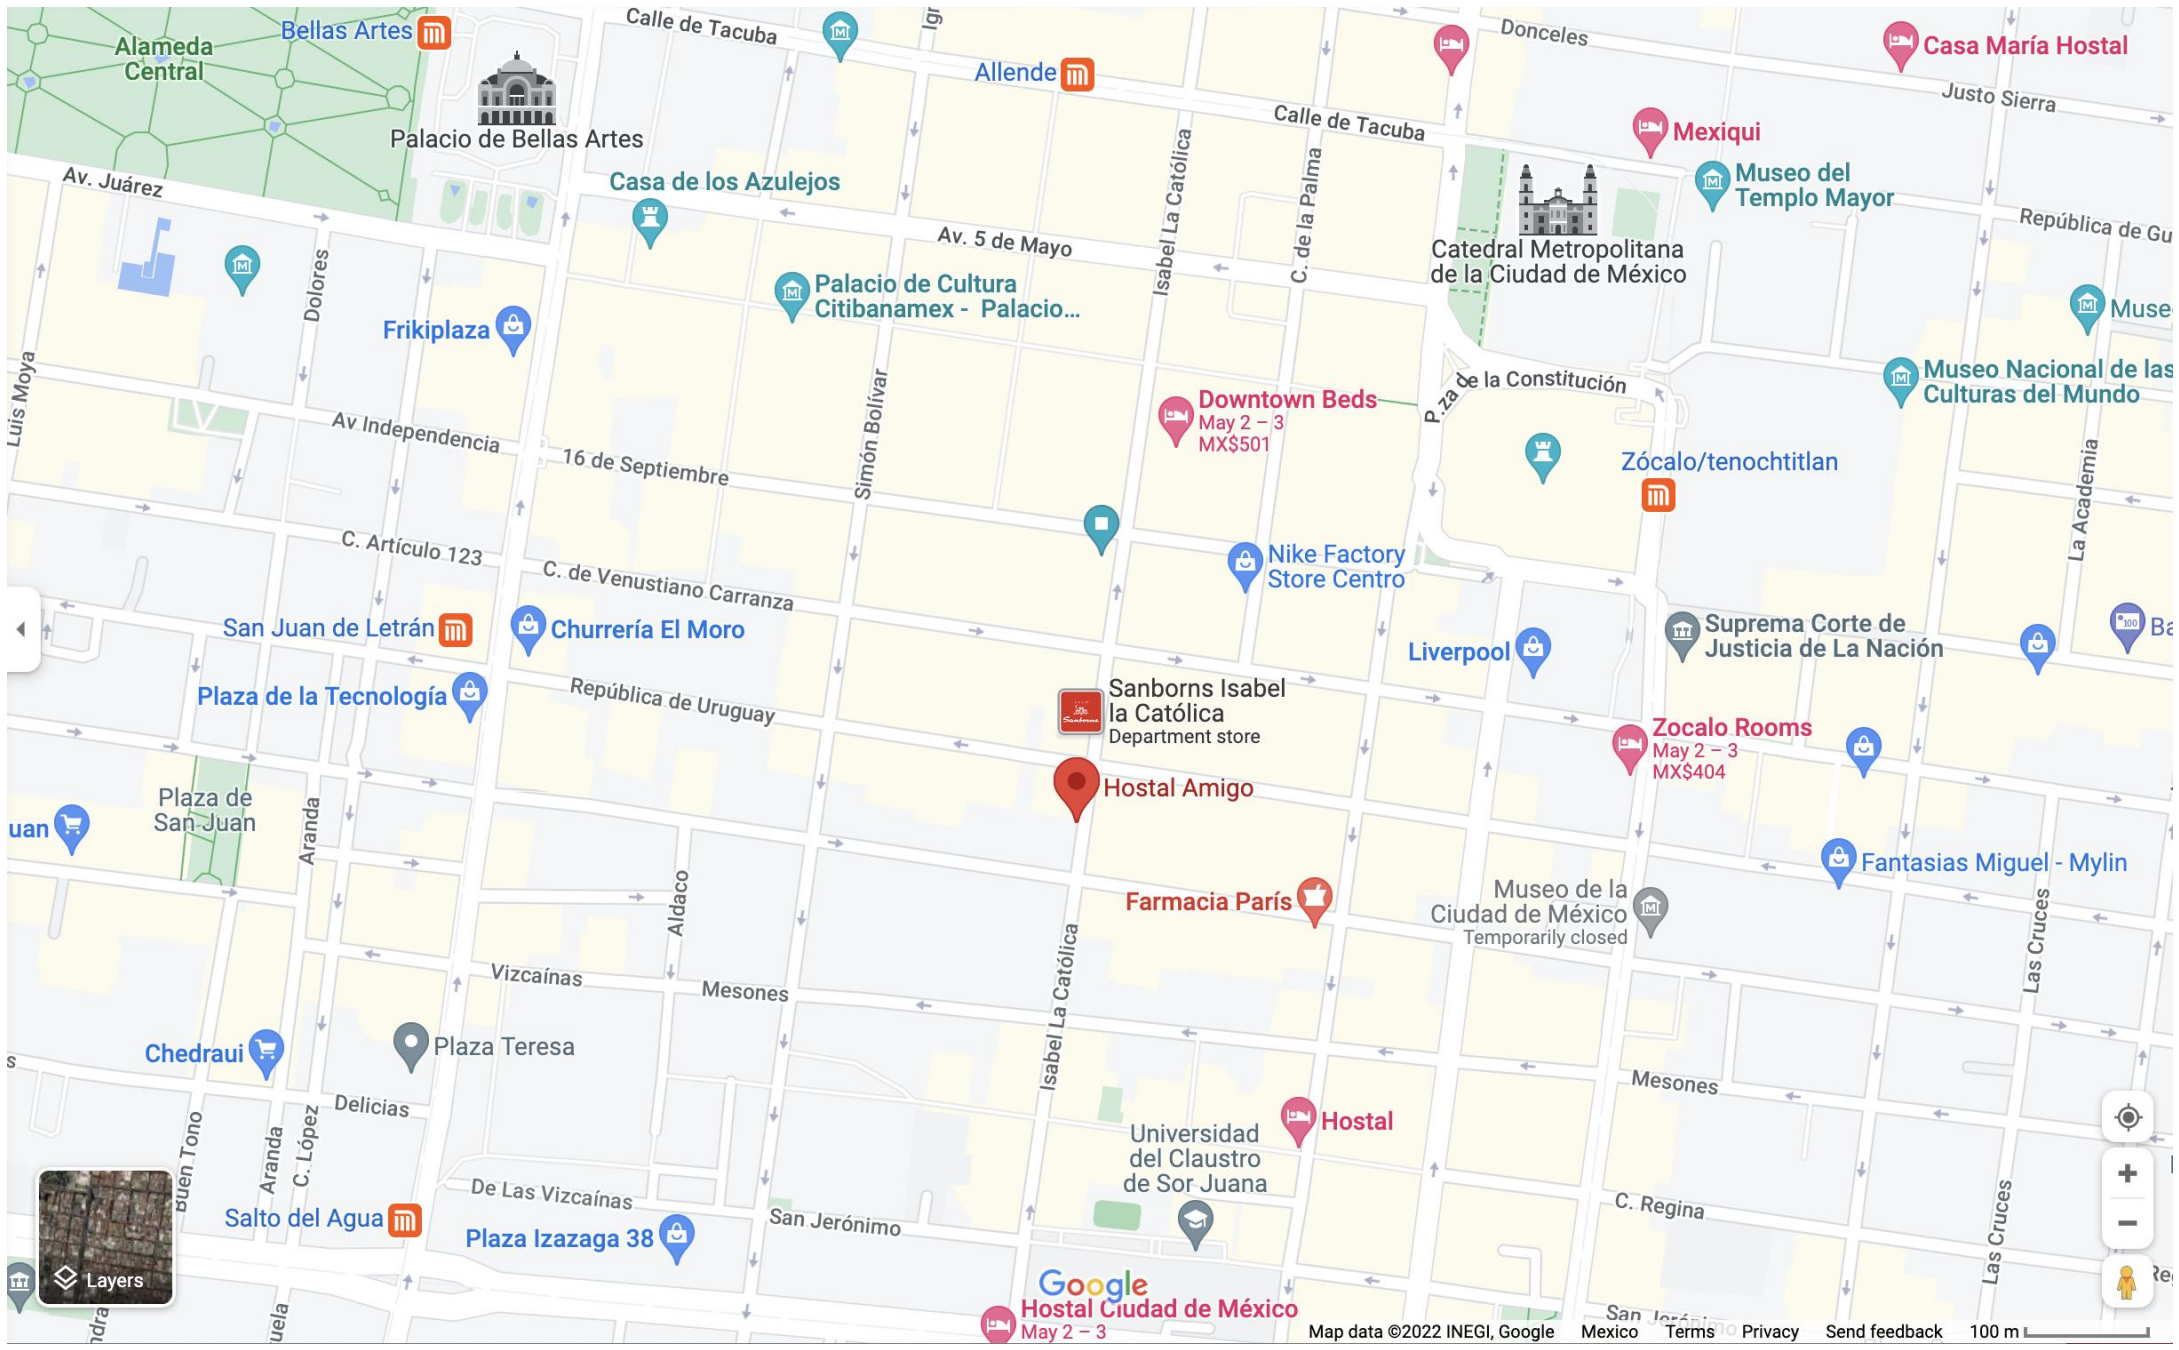 Calle de Tacuba
Donceles
Bellas Artes
Alameda
Central
Casa María Hostal
Allende
Justo Sierra
Calle de Tacuba
Mexiqui
Palacio de Bellas Artes
Museo del
Templo Mayor
Av. Juárez
Casa de los Azulejos
República de Gu
Isabel La Católica
C. de la Palma
Av. 5 de Mayo
Catedral Metropolitana
de la Ciudad de México
Dolores
Palacio de Cultura
Citibanamex - Palacio...
Muse
Frikiplaza
Luis Moya
Museo Nacional de las
Culturas del Mundo
P.za de la Constitución
Downtown Beds
May 2 – 3
MX$501
Simón Bolívar
Av Independencia
16 de Septiembre
Zócalo/tenochtitlan
La Academia
C. Artículo 123
C. de Venustiano Carranza
Nike Factory
Store Centro
San Juan de Letrán
Churrería El Moro
Suprema Corte de
Justicia de La Nación
100
Ba
Liverpool
Plaza de la Tecnología
República de Uruguay
Sanborns
Sanborns Isabel
la Católica
Department store
Zocalo Rooms
May 2 – 3
MX$404
Hostal Amigo
Plaza de
San Juan
uan
Aranda
Fantasias Miguel - Mylin
Aldaco
Farmacia París
Museo de la
Ciudad de México
Temporarily closed
Las Cruces
Isabel La Católica
Vizcaínas
Mesones
Plaza Teresa
Chedraui
s
Mesones
Delicias
Buen Tono
Aranda
C. López
Hostal
Universidad
del Claustro
de Sor Juana
De Las Vizcaínas
C. Regina
Salto del Agua
San Jerónimo
Plaza Izazaga 38
Las Cruces
Layers
Google
Hostal Ciudad de México
May 2 – 3
ndra
uela
Re
San Jerónimo
Map data ©2022 INEGI, Google Mexico Terms Privacy Send feedback 100 m